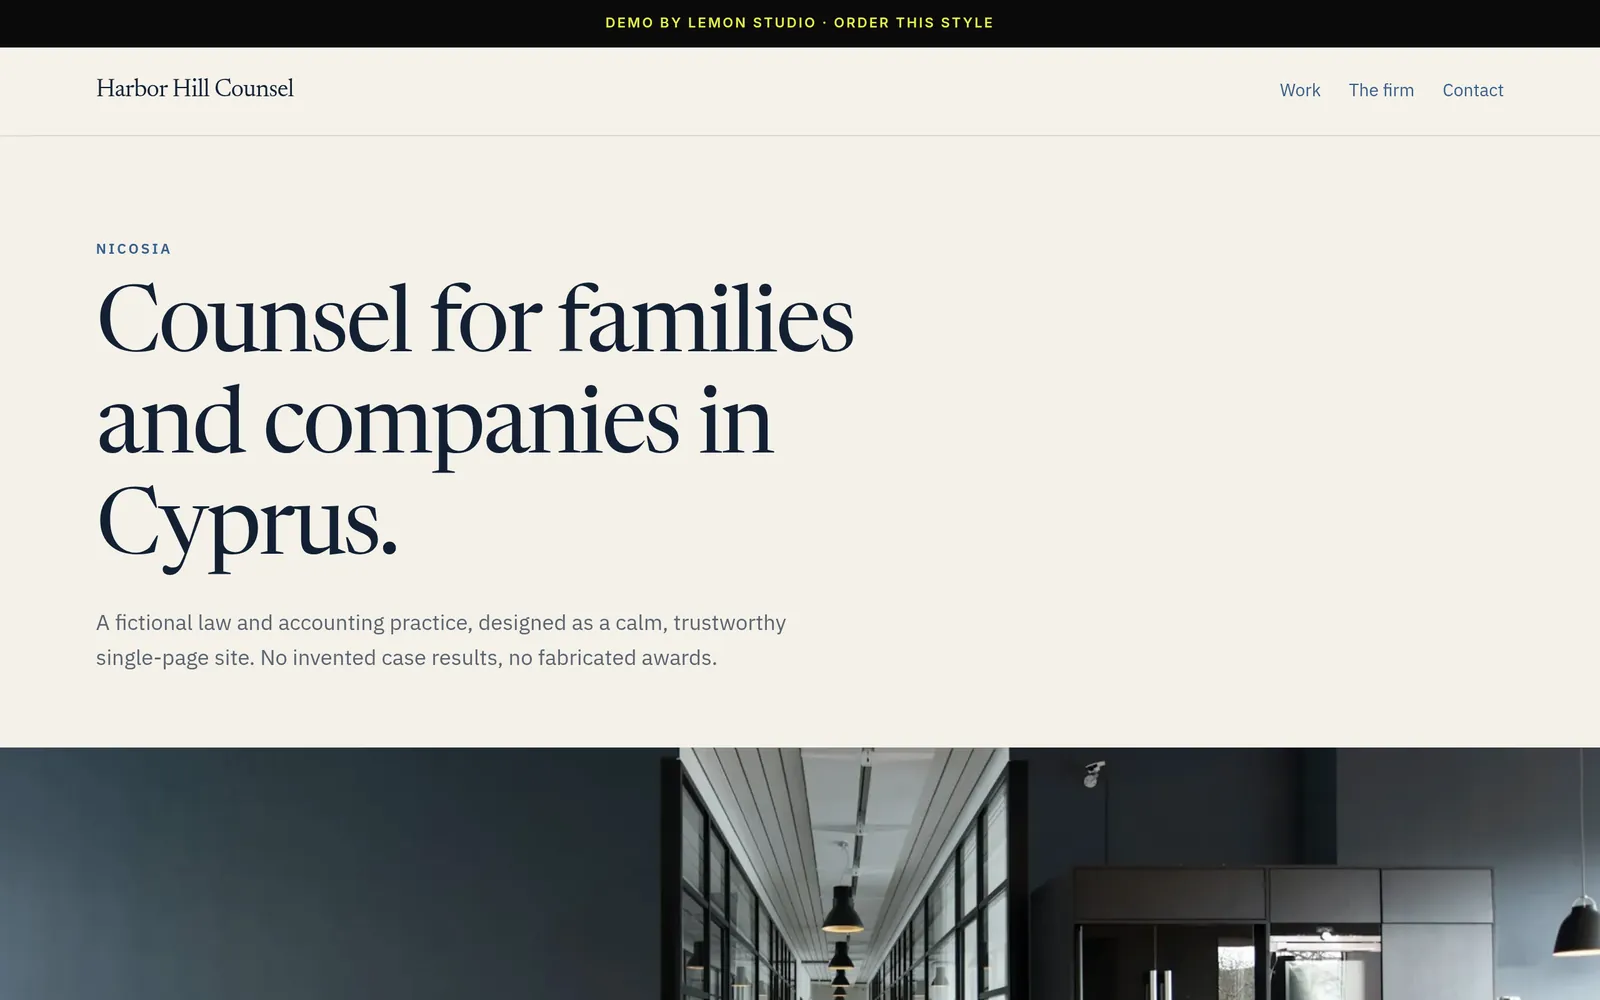 DEMO BY LEMON STUDIO · ORDER THIS STYLE
Harbor Hill Counsel
Work
The firm
Contact
NICOSIA
Counsel for families
and companies in
Cyprus.
A fictional law and accounting practice, designed as a calm, trustworthy
single-page site. No invented case results, no fabricated awards.